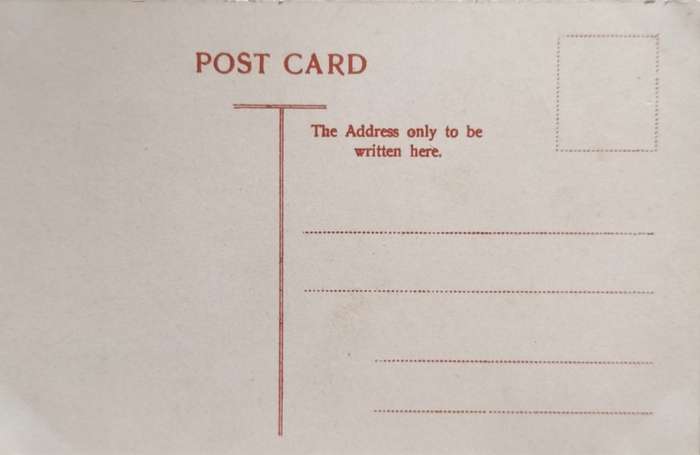 POST CARD
The Address only to be
written here.